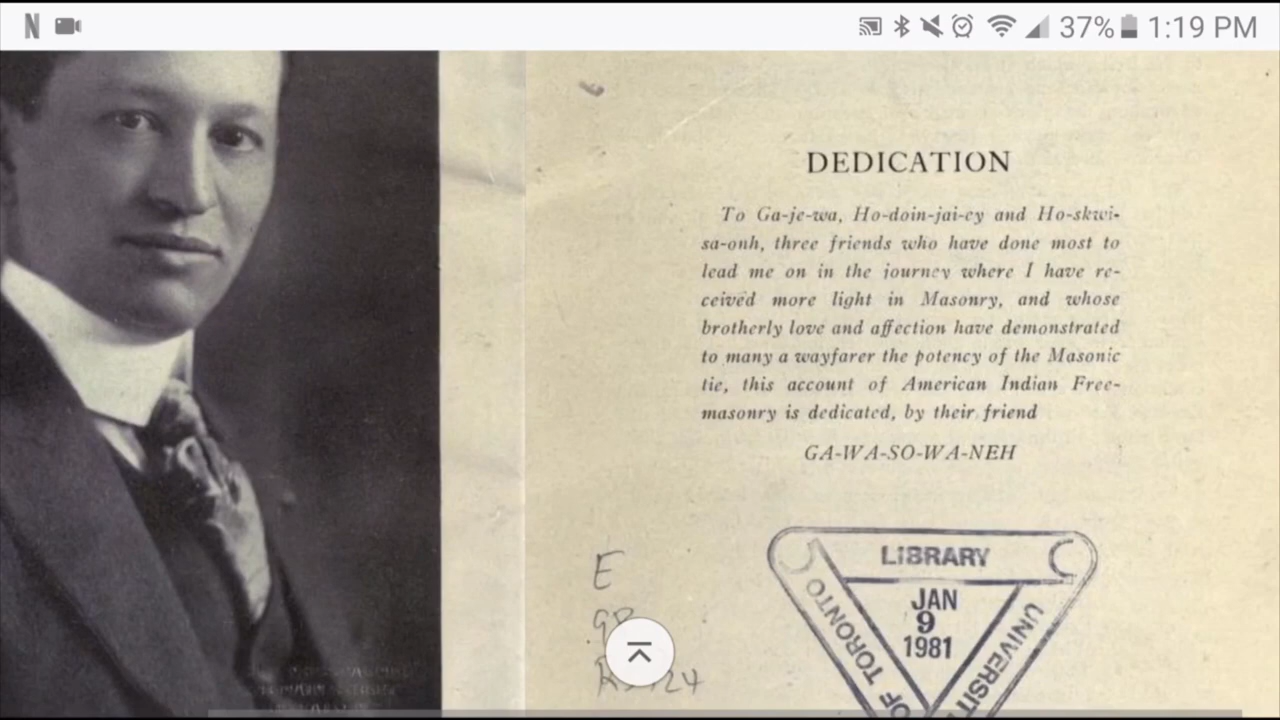 N 37% 1:19 PM
DEDICATION
To Ga-je-wa, Ho-doin-jai-ey and Ho-skwi-
sa-onh, three friends who have done most to
lead me on in the journey where I have re-
ceived more light in Masonry, and whose
brotherly love and affection have demonstrated
to many a wayfarer the potency of the Masonic
tie, this account of American Indian Free-
masonry is dedicated, by their friend
GA-WA-SO-WA-NEH
LIBRARY
JAN
9
1981
UNIVERSIT
OF TORONTO
E